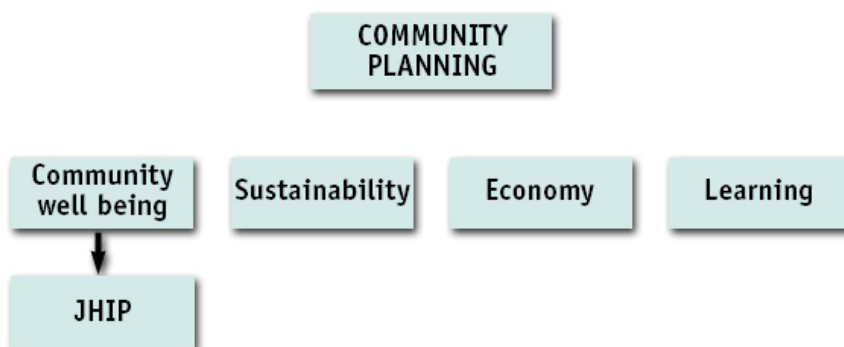 COMMUNITY
PLANNING
Community
well being
Sustainability
Economy
Learning
JHIP